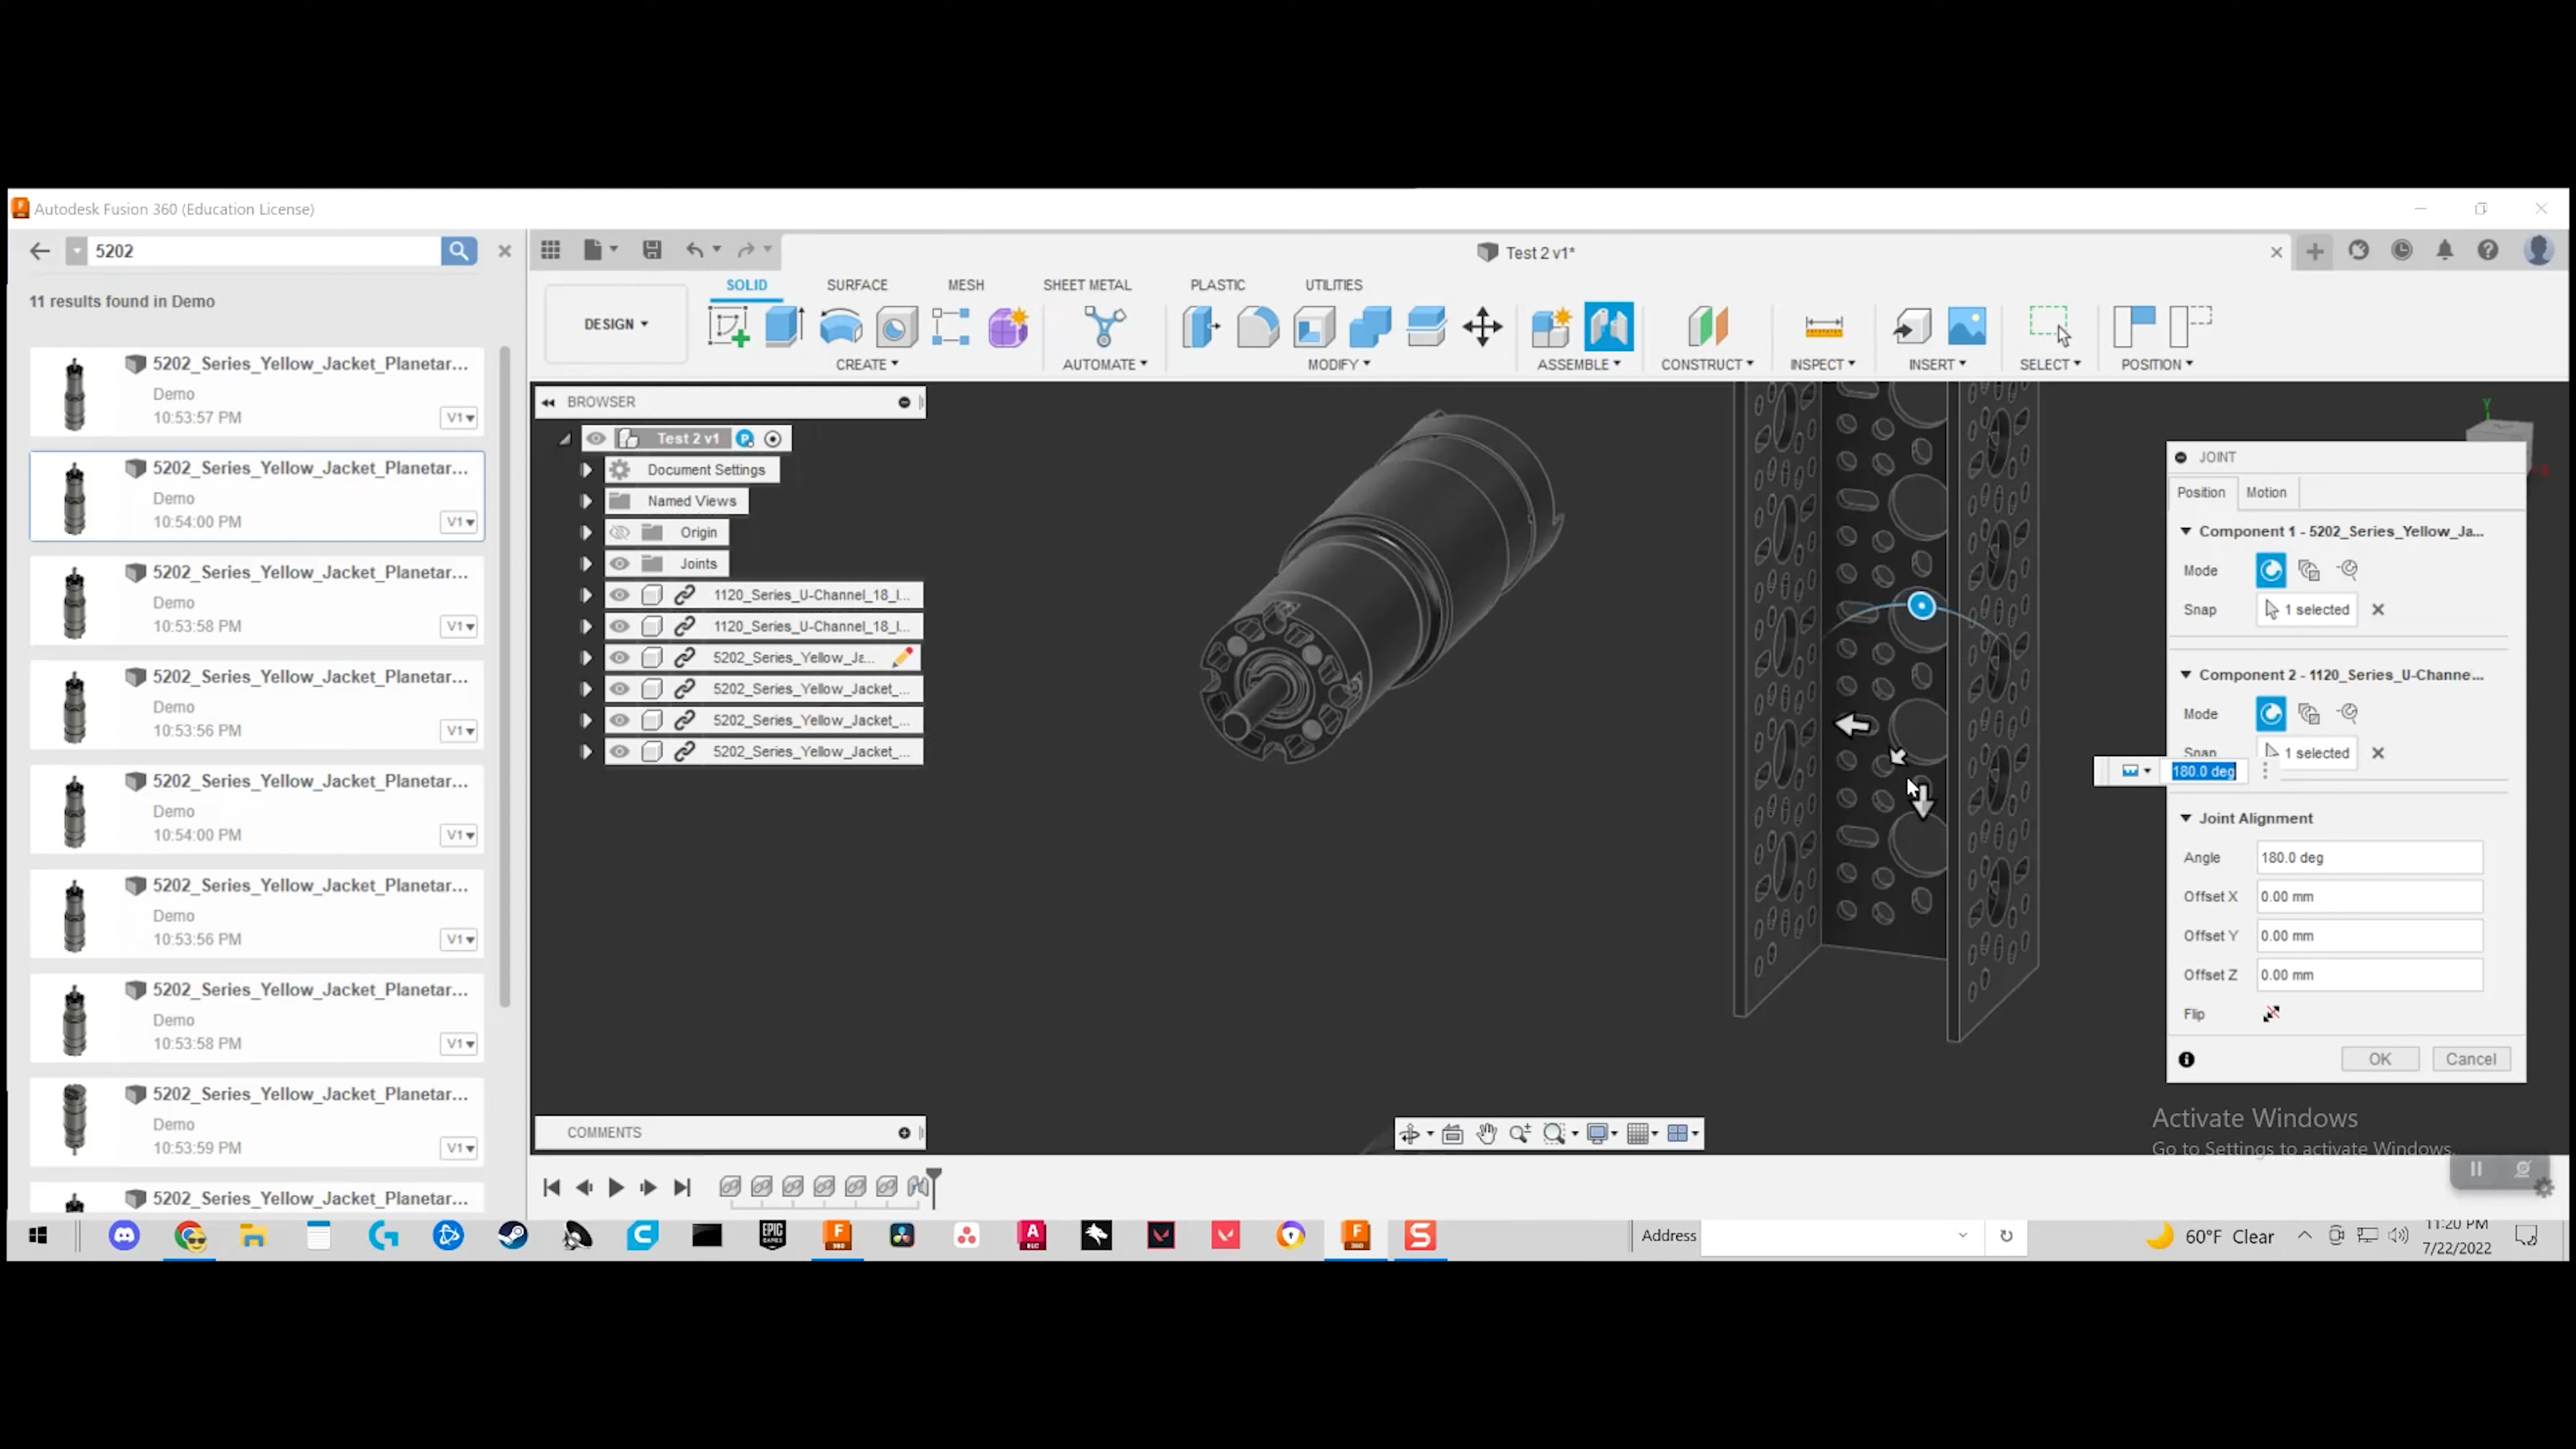 Autodesk Fusion 360 (Education License)
5202
Test 2 v1*
11 results found in Demo
5202_Series_Yellow_Jacket_Planetar...
Demo
10:53:57 PM
V1
5202_Series_Yellow_Jacket_Planetar...
Demo
10:54:00 PM
V1
5202_Series_Yellow_Jacket_Planetar...
Demo
10:53:58 PM
V1
5202_Series_Yellow_Jacket_Planetar...
Demo
10:53:56 PM
V1
5202_Series_Yellow_Jacket_Planetar...
Demo
10:54:00 PM
V1
5202_Series_Yellow_Jacket_Planetar...
Demo
10:53:56 PM
V1
5202_Series_Yellow_Jacket_Planetar...
Demo
10:53:58 PM
V1
5202_Series_Yellow_Jacket_Planetar...
Demo
10:53:59 PM
V1
5202_Series_Yellow_Jacket_Planetar...
SOLID SURFACE MESH SHEET METAL PLASTIC UTILITIES
DESIGN
CREATE AUTOMATE MODIFY ASSEMBLE CONSTRUCT INSPECT INSERT SELECT POSITION
BROWSER
Test 2 v1
Document Settings
Named Views
Origin
Joints
1120_Series_U-Channel_18_I...
1120_Series_U-Channel_18_I...
5202_Series_Yellow_Ja...
5202_Series_Yellow_Jacket_...
5202_Series_Yellow_Jacket_...
5202_Series_Yellow_Jacket_...
JOINT
Position Motion
Component 1 - 5202_Series_Yellow_Ja...
Mode
Snap 1 selected
Component 2 - 1120_Series_U-Channe...
Mode
Snap 1 selected
180.0 deg
Joint Alignment
Angle 180.0 deg
Offset X 0.00 mm
Offset Y 0.00 mm
Offset Z 0.00 mm
Flip
OK Cancel
Activate Windows
Go to Settings to activate Windows.
COMMENTS
EPIC GAMES
Address
60°F Clear
11:20 PM
7/22/2022